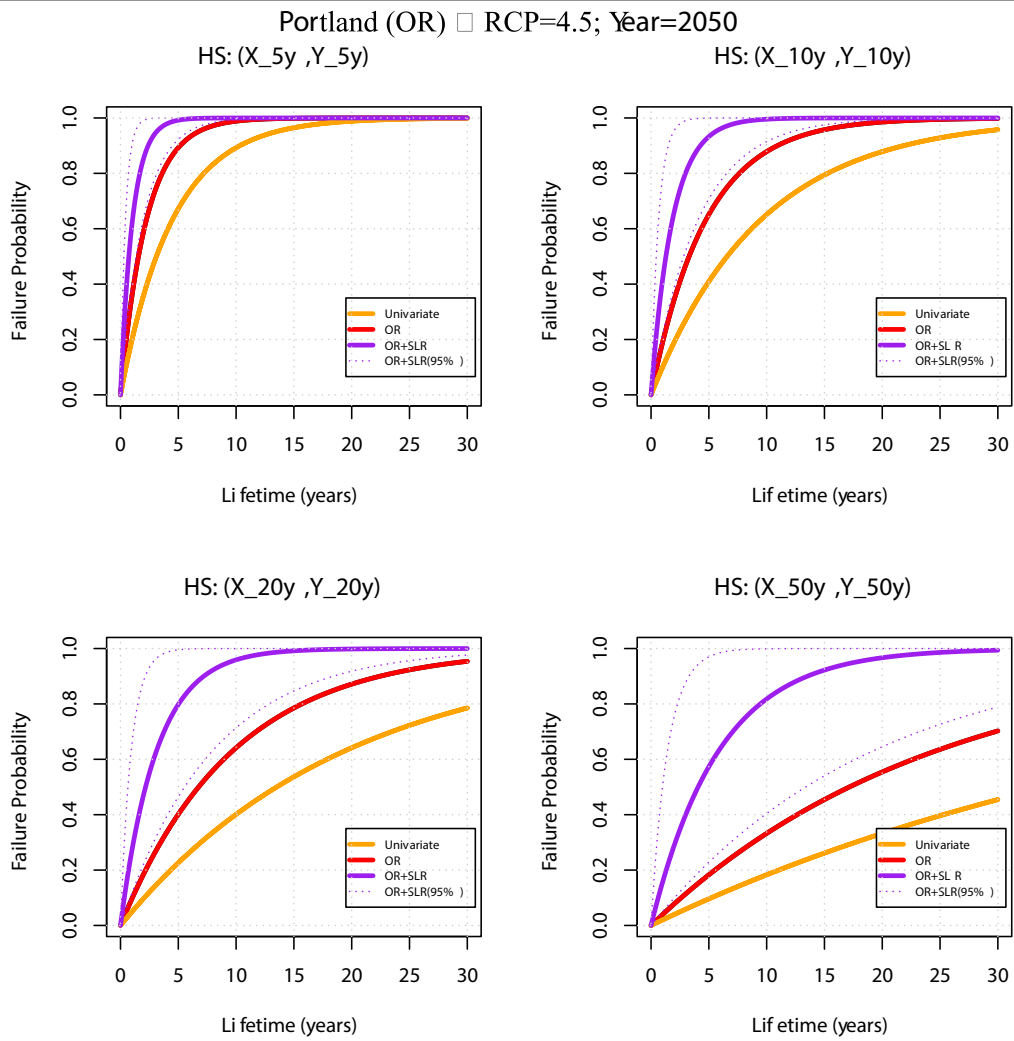 Portland (OR) □ RCP=4.5; Year=2050
HS: (X_5y ,Y_5y)
Failure Probability
0.0 0.2 0.4 0.6 0.8 1.0
Univariate
OR
OR+SLR
OR+SLR(95% )
0 5 10 15 20 25 30
Li fetime (years)
HS: (X_10y ,Y_10y)
Failure Probability
0.0 0.2 0.4 0.6 0.8 1.0
Univariate
OR
OR+SL R
OR+SLR(95% )
0 5 10 15 20 25 30
Lif etime (years)
HS: (X_20y ,Y_20y)
Failure Probability
0.0 0.2 0.4 0.6 0.8 1.0
Univariate
OR
OR+SLR
OR+SLR(95% )
0 5 10 15 20 25 30
Li fetime (years)
HS: (X_50y ,Y_50y)
Failure Probability
0.0 0.2 0.4 0.6 0.8 1.0
Univariate
OR
OR+SL R
OR+SLR(95% )
0 5 10 15 20 25 30
Lif etime (years)